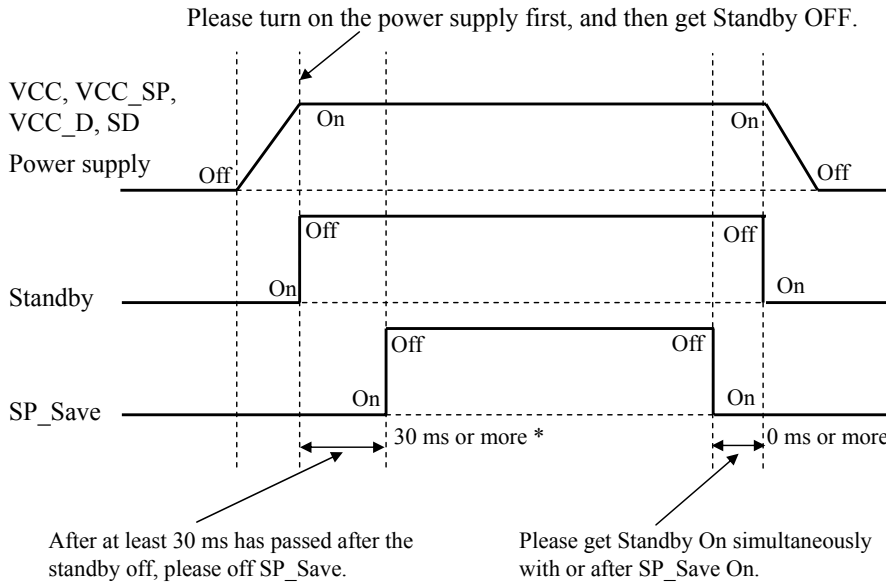 Please turn on the power supply first, and then get Standby OFF.
VCC, VCC_SP,
VCC_D, SD
Power supply
Off
On
On
Off
Standby
On
Off
Off
On
SP_Save
On
Off
Off
On
30 ms or more *
0 ms or more
After at least 30 ms has passed after the
standby off, please off SP_Save.
Please get Standby On simultaneously
with or after SP_Save On.